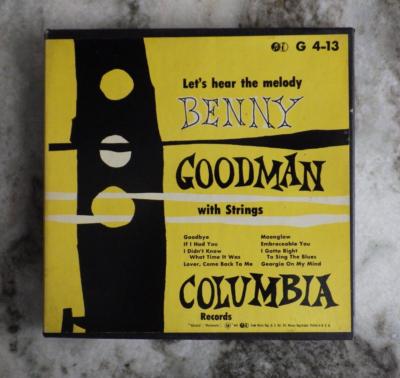 G 4-13
Let's hear the melody
BENNY
GOODMAN
with Strings
Goodbye
If I Had You
I Didn't Know
What Time It Was
Lover, Come Back To Me
Moonglow
Embraceable You
I Gotta Right
To Sing The Blues
Georgia On My Mind
COLUMBIA
Records